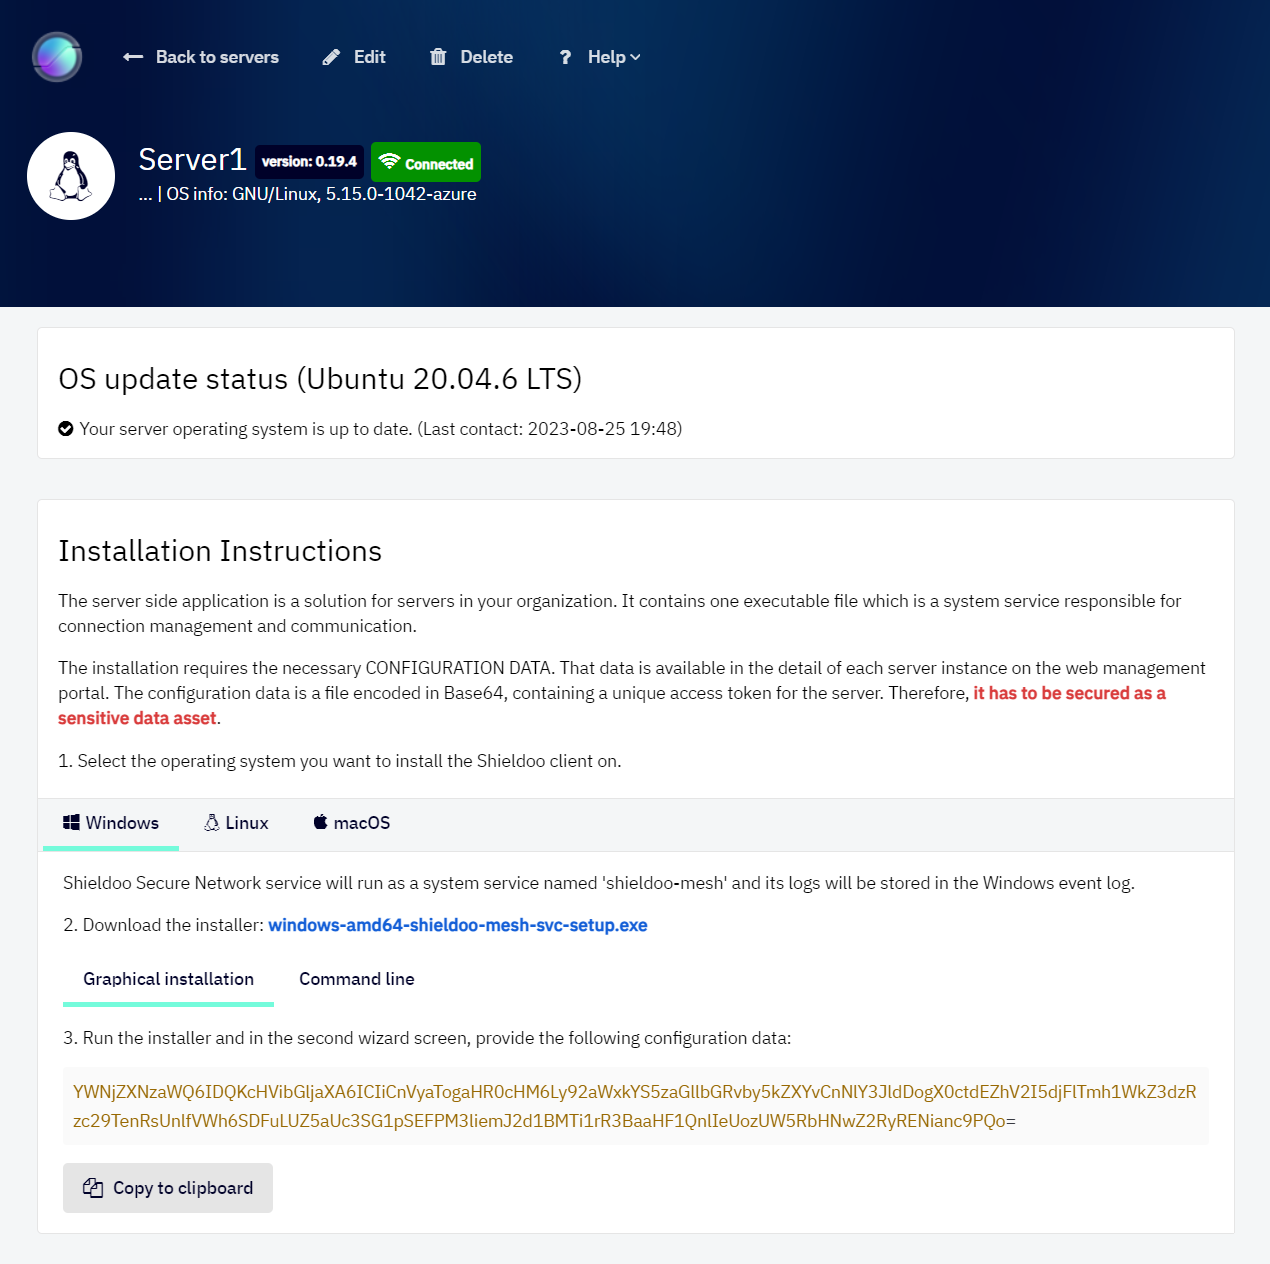 Back to servers
Edit
Delete
? Help
Server1 version: 0.19.4 Connected
... | OS info: GNU/Linux, 5.15.0-1042-azure
OS update status (Ubuntu 20.04.6 LTS)
Your server operating system is up to date. (Last contact: 2023-08-25 19:48)
Installation Instructions
The server side application is a solution for servers in your organization. It contains one executable file which is a system service responsible for
connection management and communication.
The installation requires the necessary CONFIGURATION DATA. That data is available in the detail of each server instance on the web management
portal. The configuration data is a file encoded in Base64, containing a unique access token for the server. Therefore, it has to be secured as a
sensitive data asset.
1. Select the operating system you want to install the Shieldoo client on.
Windows
Linux
macOS
Shieldoo Secure Network service will run as a system service named 'shieldoo-mesh' and its logs will be stored in the Windows event log.
2. Download the installer: windows-amd64-shieldoo-mesh-svc-setup.exe
Graphical installation
Command line
3. Run the installer and in the second wizard screen, provide the following configuration data:
YWNjZXNzaWQ6IDQKcHVibGljaXA6ICIiCnVyaTogaHR0cHM6Ly92aWxkYS5zaGllbGRvby5kZXYvCnNlY3JldDogX0ctdEZhV2I5djFlTmh1WkZ3dzR
zc29TenRsUnlfVWh6SDFuLUZ5aUc3SG1pSEFPM3liemJ2d1BMTi1rR3BaaHF1QnlIeUozUW5RbHNwZ2RyRENianc9PQo=
Copy to clipboard